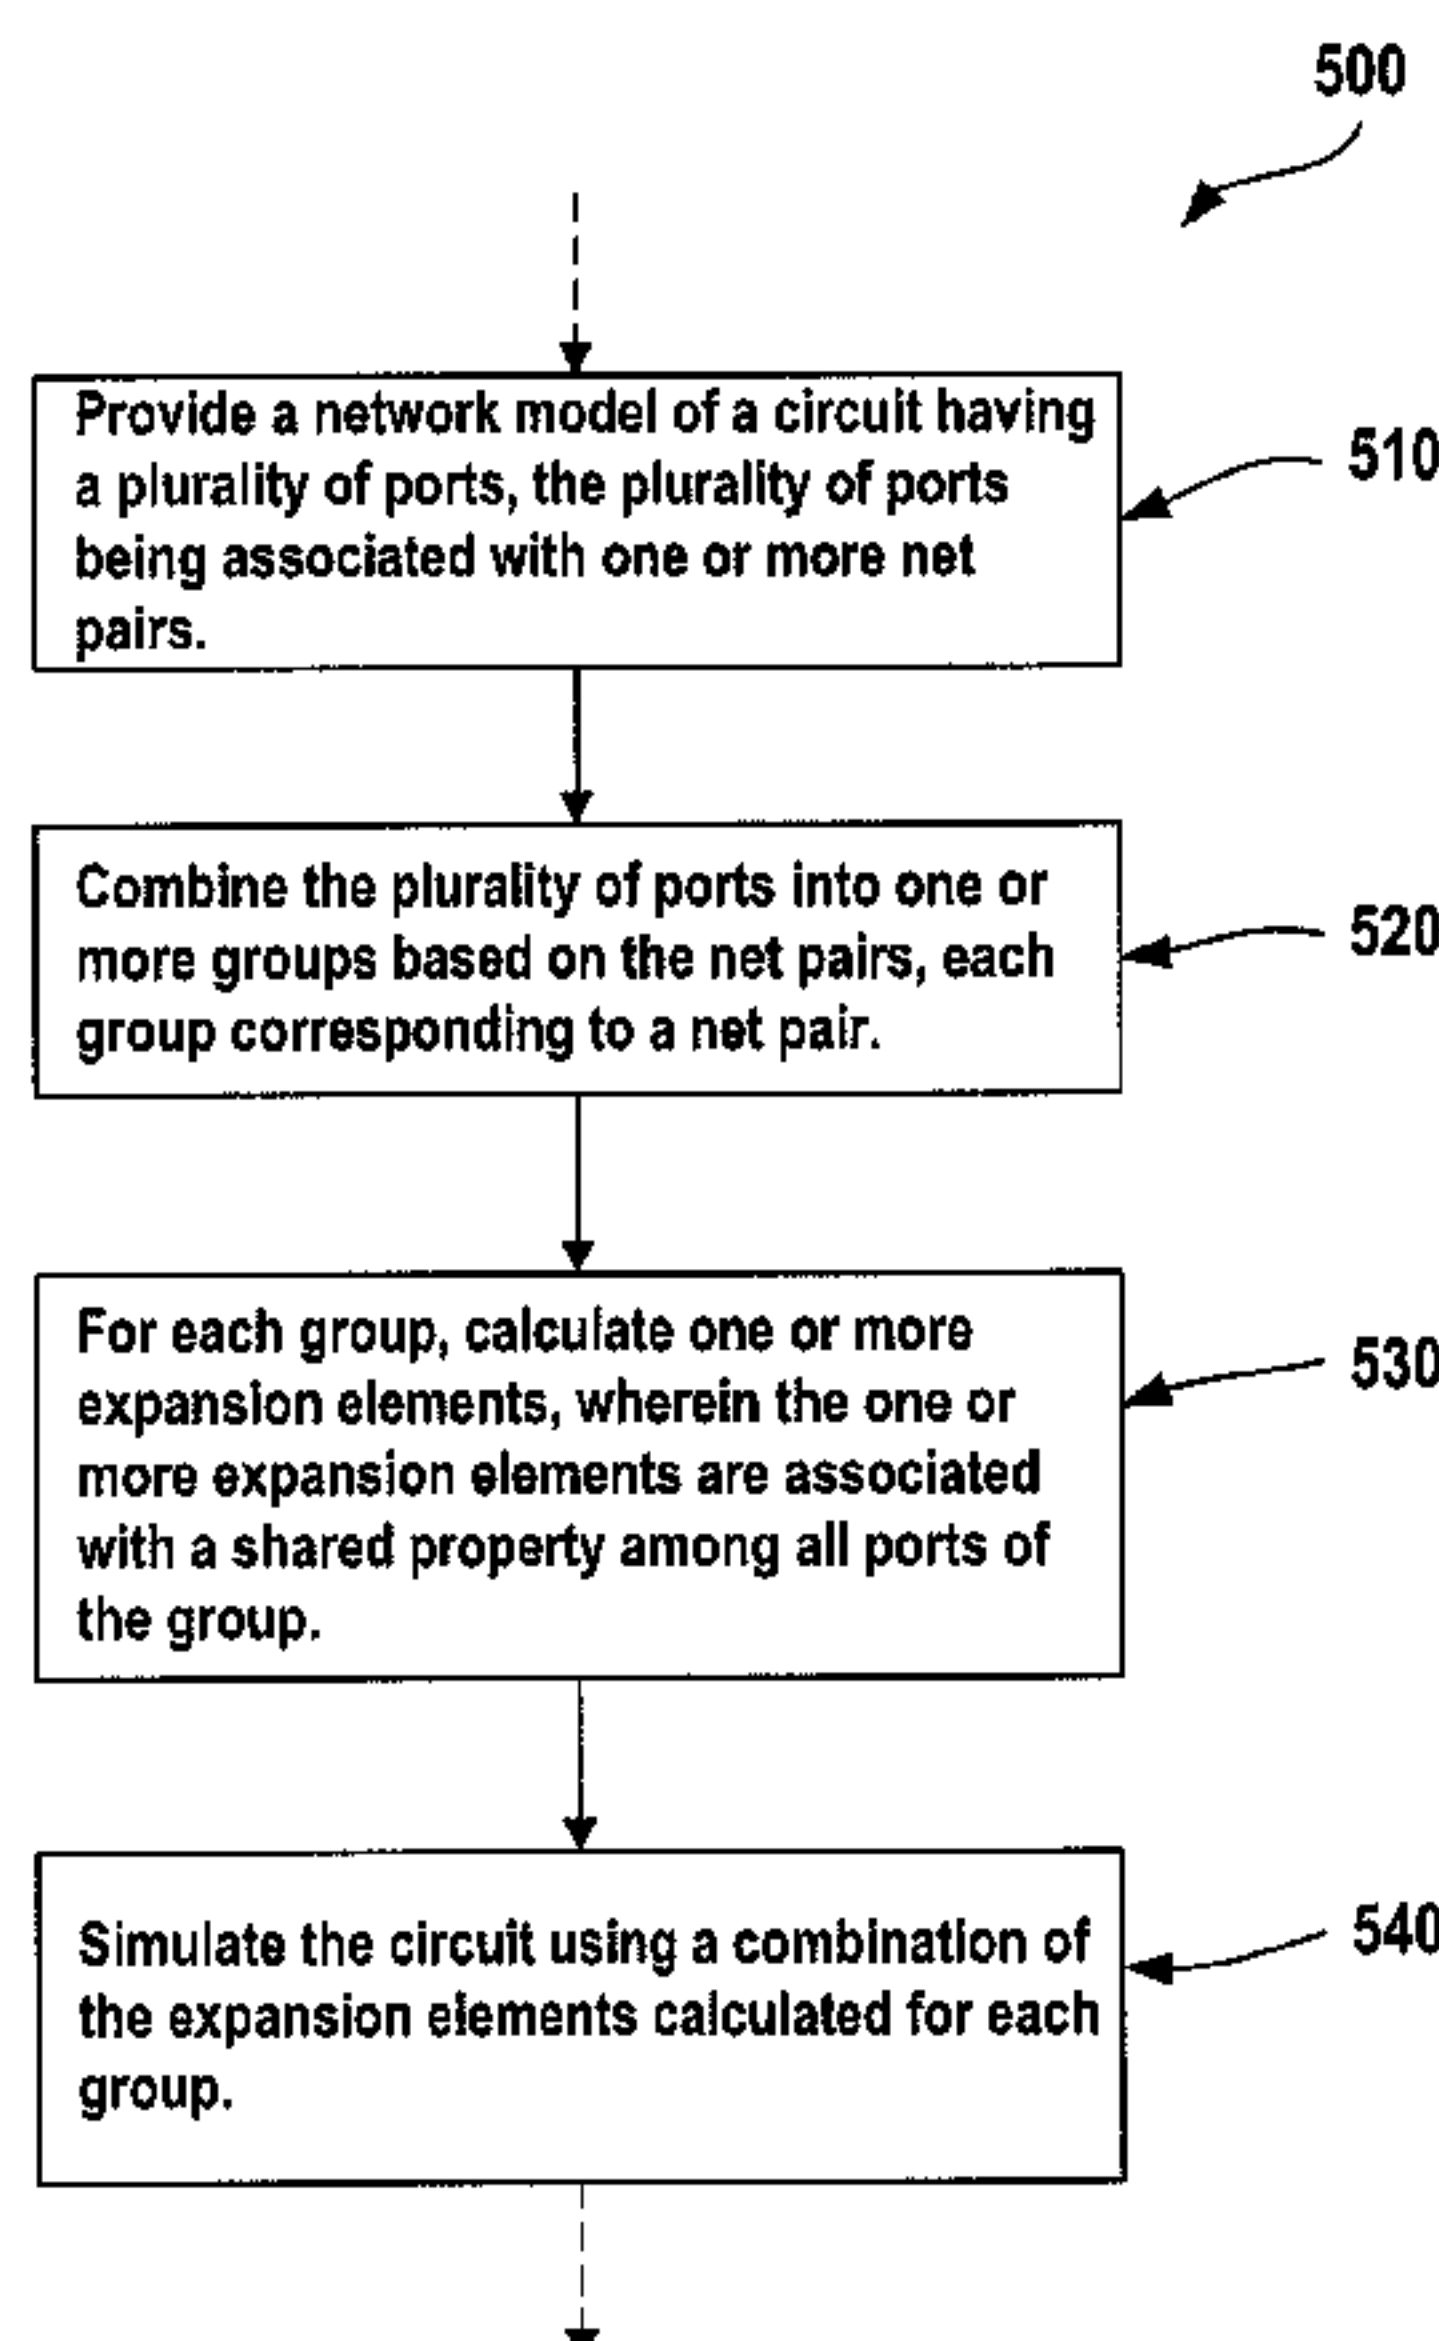 500
Provide a network model of a circuit having
a plurality of ports, the plurality of ports
being associated with one or more net
pairs.
510
Combine the plurality of ports into one or
more groups based on the net pairs, each
group corresponding to a net pair.
520
For each group, calculate one or more
expansion elements, wherein the one or
more expansion elements are associated
with a shared property among all ports of
the group.
530
Simulate the circuit using a combination of
the expansion elements calculated for each
group.
540